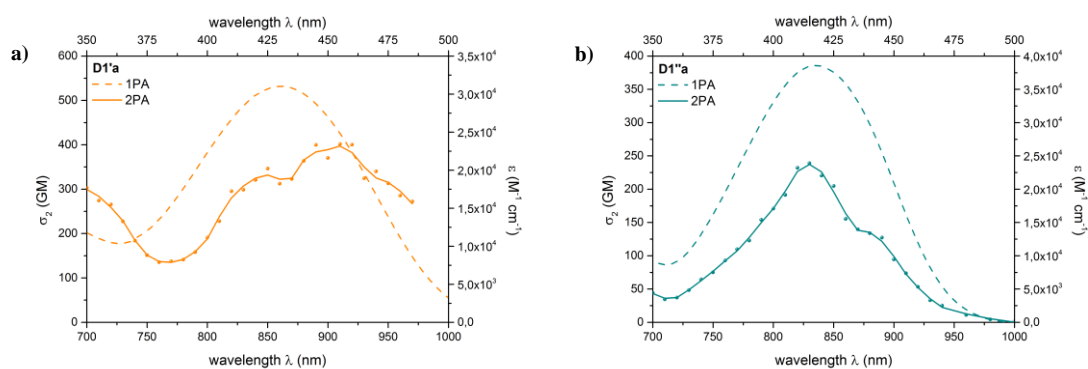 a)
wavelength λ (nm)
350 375 400 425 450 475 500
D1'a
1PA
2PA
σ2 (GM)
600
500
400
300
200
100
0
ε (M-1 cm-1)
3,5x10^4
3,0x10^4
2,5x10^4
2,0x10^4
1,5x10^4
1,0x10^4
5,0x10^3
0,0
700 750 800 850 900 950 1000
wavelength λ (nm)
b)
wavelength λ (nm)
350 375 400 425 450 475 500
D1''a
1PA
2PA
σ2 (GM)
400
350
300
250
200
150
100
50
0
ε (M-1 cm-1)
4,0x10^4
3,5x10^4
3,0x10^4
2,5x10^4
2,0x10^4
1,5x10^4
1,0x10^4
5,0x10^3
0,0
700 750 800 850 900 950 1000
wavelength λ (nm)